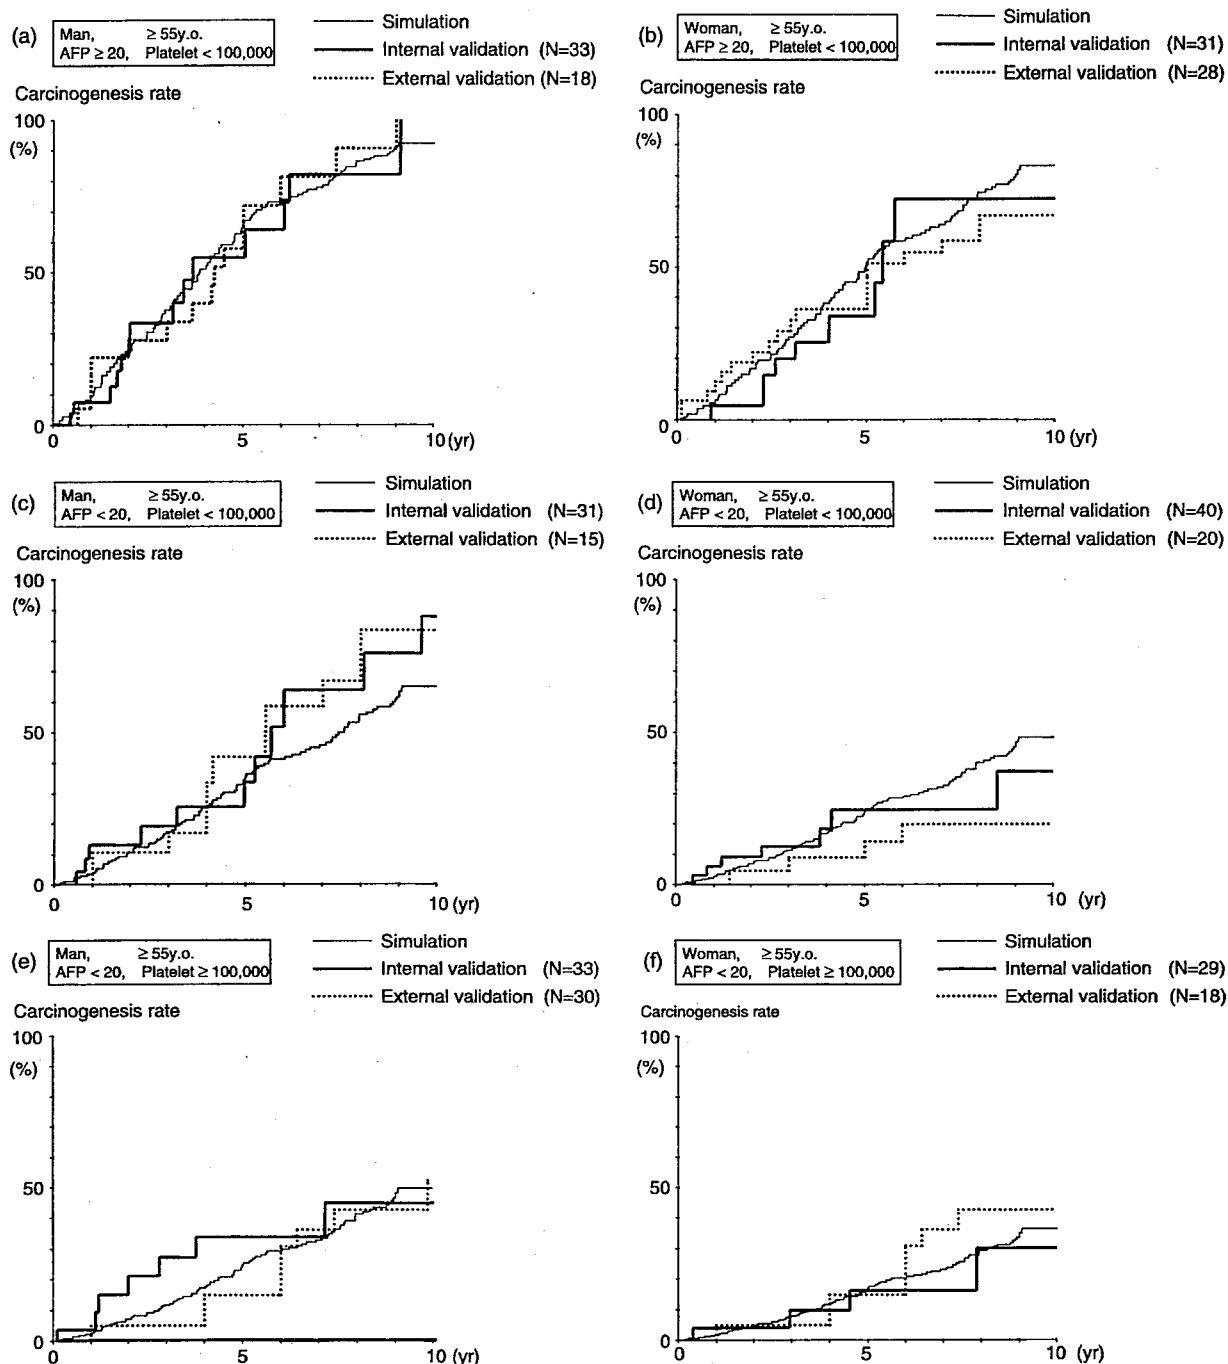 (a)
Man, ≥ 55y.o.
AFP ≥ 20, Platelet < 100,000
Simulation
Internal validation (N=33)
External validation (N=18)
Carcinogenesis rate
100
(%)
50
0
0 5 10 (yr)
(b)
Woman, ≥ 55y.o.
AFP ≥ 20, Platelet < 100,000
Simulation
Internal validation (N=31)
External validation (N=28)
Carcinogenesis rate
100
(%)
50
0
0 5 10 (yr)
(c)
Man, ≥ 55y.o.
AFP < 20, Platelet < 100,000
Simulation
Internal validation (N=31)
External validation (N=15)
Carcinogenesis rate
100
(%)
50
0
0 5 10 (yr)
(d)
Woman, ≥ 55y.o.
AFP < 20, Platelet < 100,000
Simulation
Internal validation (N=40)
External validation (N=20)
Carcinogenesis rate
100
(%)
50
0
0 5 10 (yr)
(e)
Man, ≥ 55y.o.
AFP < 20, Platelet ≥ 100,000
Simulation
Internal validation (N=33)
External validation (N=30)
Carcinogenesis rate
100
(%)
50
0
0 5 10 (yr)
(f)
Woman, ≥ 55y.o.
AFP < 20, Platelet ≥ 100,000
Simulation
Internal validation (N=29)
External validation (N=18)
Carcinogenesis rate
100
(%)
50
0
0 5 10 (yr)